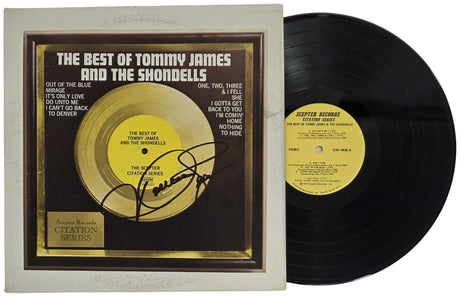 THE BEST OF TOMMY JAMES
AND THE SHONDELLS
OUT OF THE BLUE
MIRAGE
IT'S ONLY LOVE
DO UNTO ME
I CAN'T GO BACK
TO DENVER
ONE, TWO, THREE
& I FELL
SHE
I GOTTA GET
BACK TO YOU
I'M COMIN'
HOME
NOTHING
TO HIDE
THE BEST OF
TOMMY JAMES
AND THE SHONDELLS
THE SCEPTER
CITATION SERIES
Scepter Records
CITATION
SERIES
SCEPTER RECORDS
CITATION SERIES
THE BEST OF TOMMY JAMES & THE SHONDELLS
STEREO